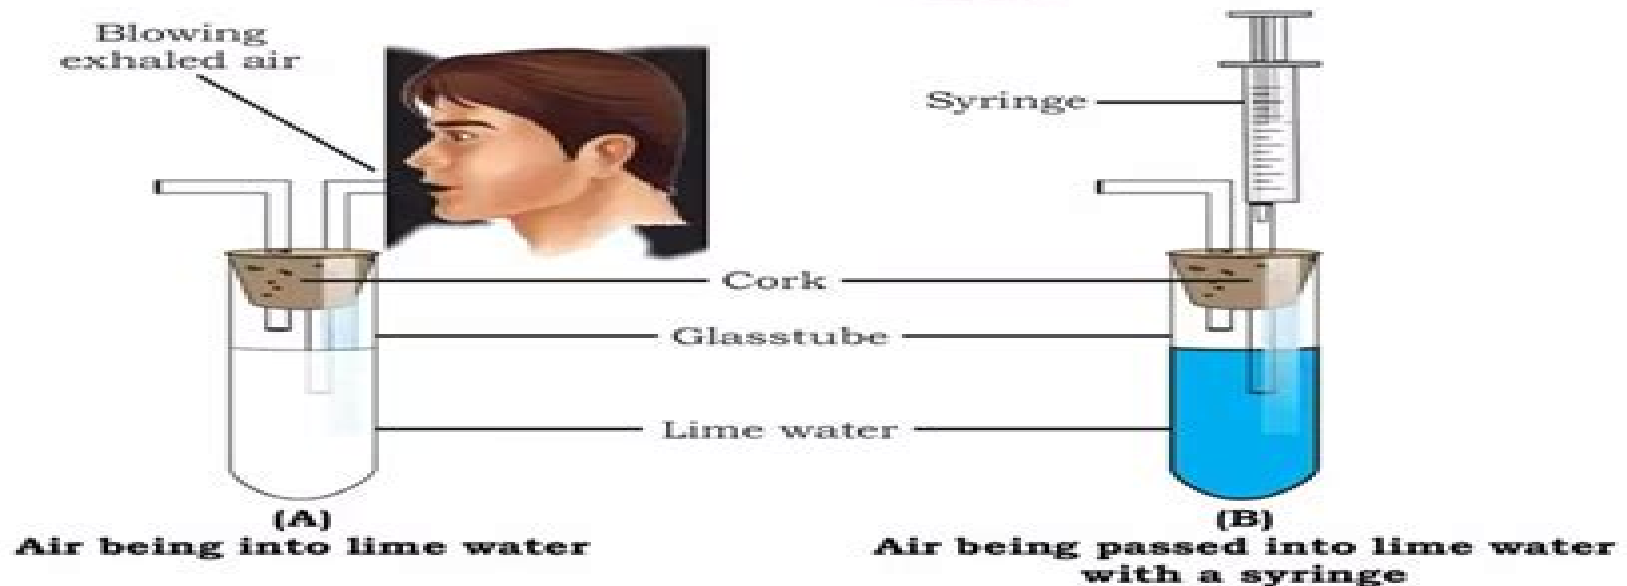 Blowing
exhaled air
Syringe
Cork
Glasstube
Lime water
(A)
Air being into lime water
(B)
Air being passed into lime water
with a syringe